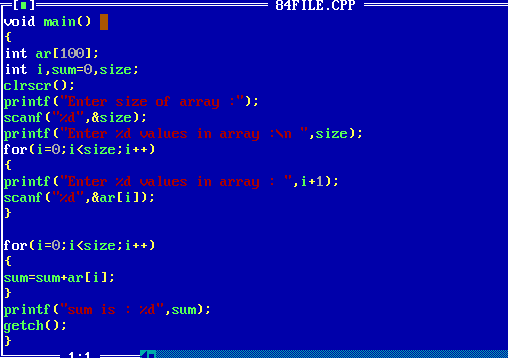 [■] 84FILE.CPP
void main()
{
int ar[100];
int i,sum=0,size;
clrscr();
printf("Enter size of array :");
scanf("%d",&size);
printf("Enter %d values in array :\n ",size);
for(i=0;i<size;i++)
{
printf("Enter %d values in array : ",i+1);
scanf("%d",&ar[i]);
}
for(i=0;i<size;i++)
{
sum=sum+ar[i];
}
printf("sum is : %d",sum);
getch();
}
1:1